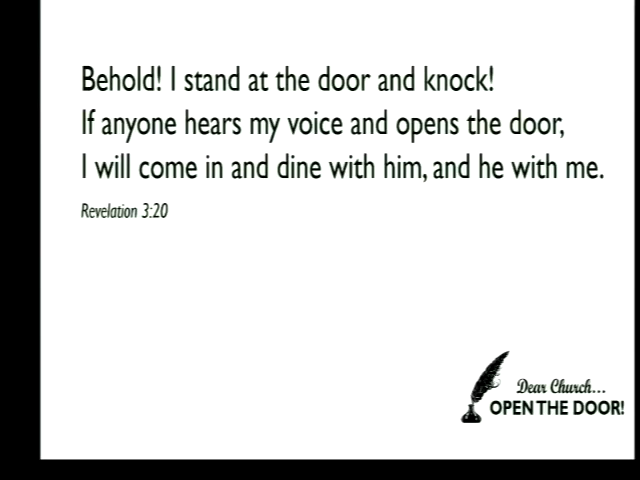 Behold! I stand at the door and knock!
If anyone hears my voice and opens the door,
I will come in and dine with him, and he with me.
Revelation 3:20
Dear Church...
OPEN THE DOOR!